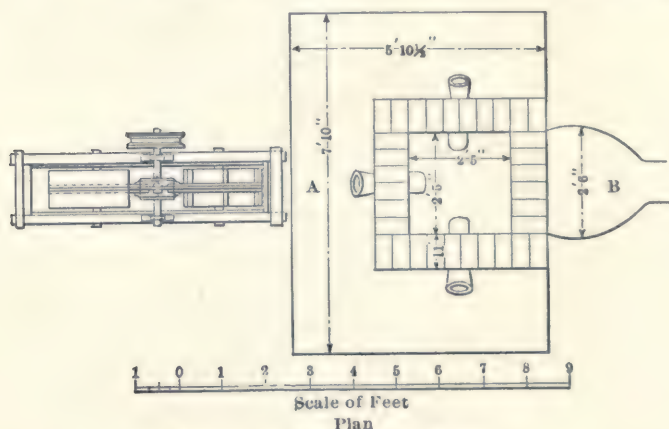 5′·10½″
7′·10″
A
2′·5″
2′·5″
11″
2′·6″
B
1 0 1 2 3 4 5 6 7 8 9
Scale of Feet
Plan